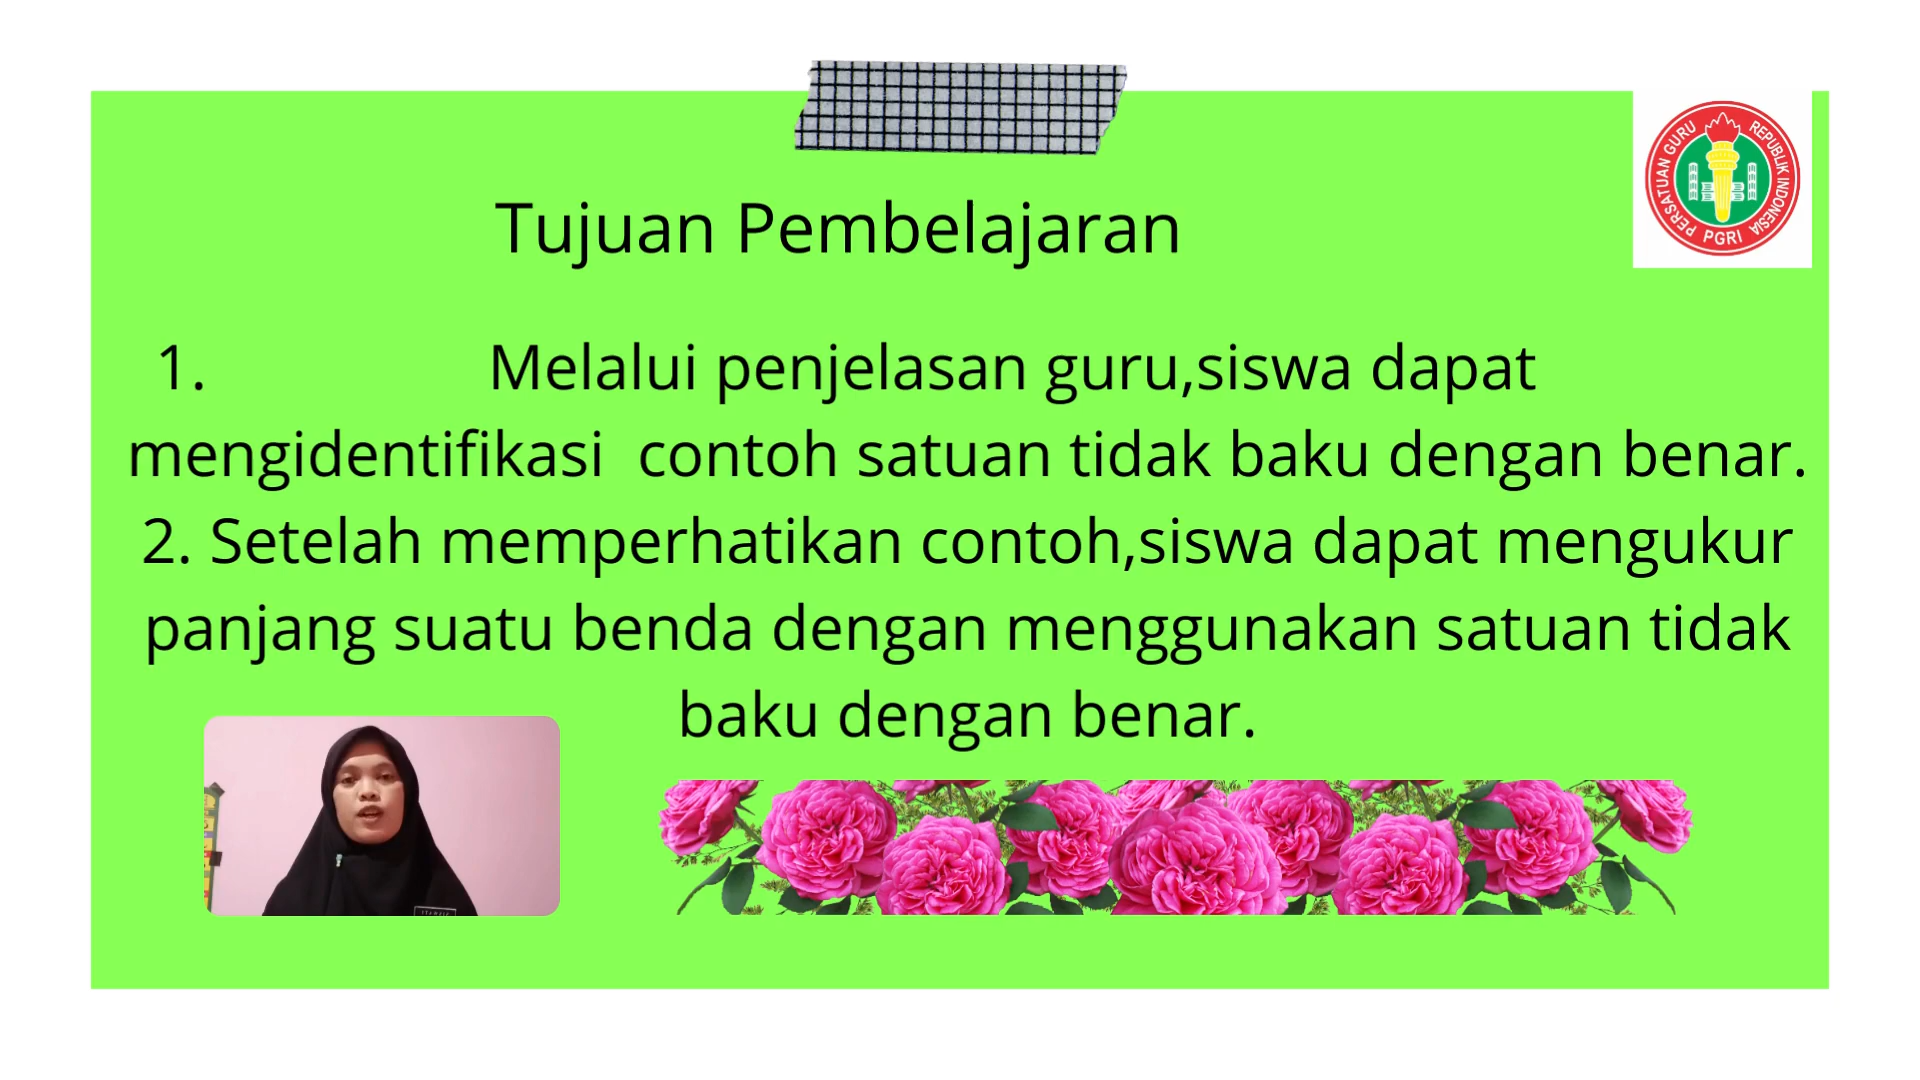 PERSATUAN GURU REPUBLIK INDONESIA
PGRI
Tujuan Pembelajaran
1. Melalui penjelasan guru,siswa dapat
mengidentifikasi  contoh satuan tidak baku dengan benar.
2. Setelah memperhatikan contoh,siswa dapat mengukur
panjang suatu benda dengan menggunakan satuan tidak
baku dengan benar.